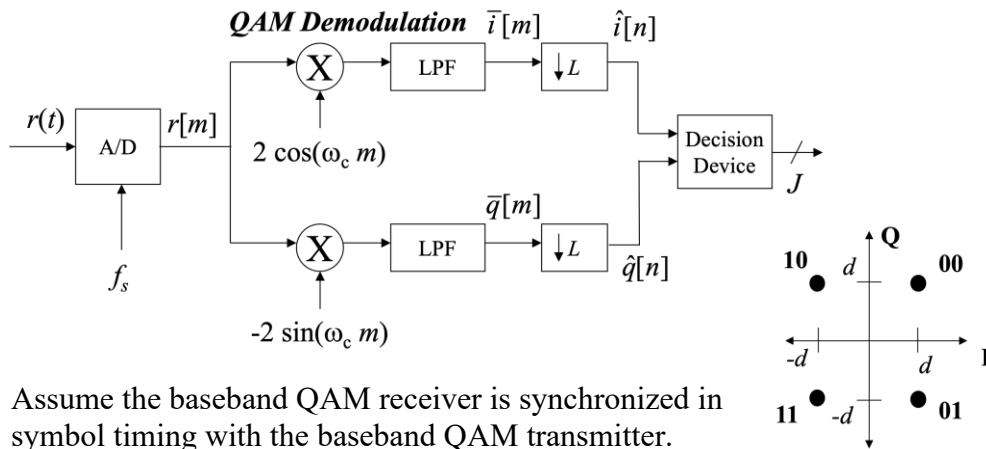 QAM Demodulation
i̅[m]
î[n]
X
LPF
↓L
r(t)
A/D
r[m]
2 cos(ω_c m)
Decision
Device
J
f_s
X
LPF
q̅[m]
↓L
q̂[n]
-2 sin(ω_c m)
Q
10
d
00
-d
d
I
11
-d
01
Assume the baseband QAM receiver is synchronized in
symbol timing with the baseband QAM transmitter.